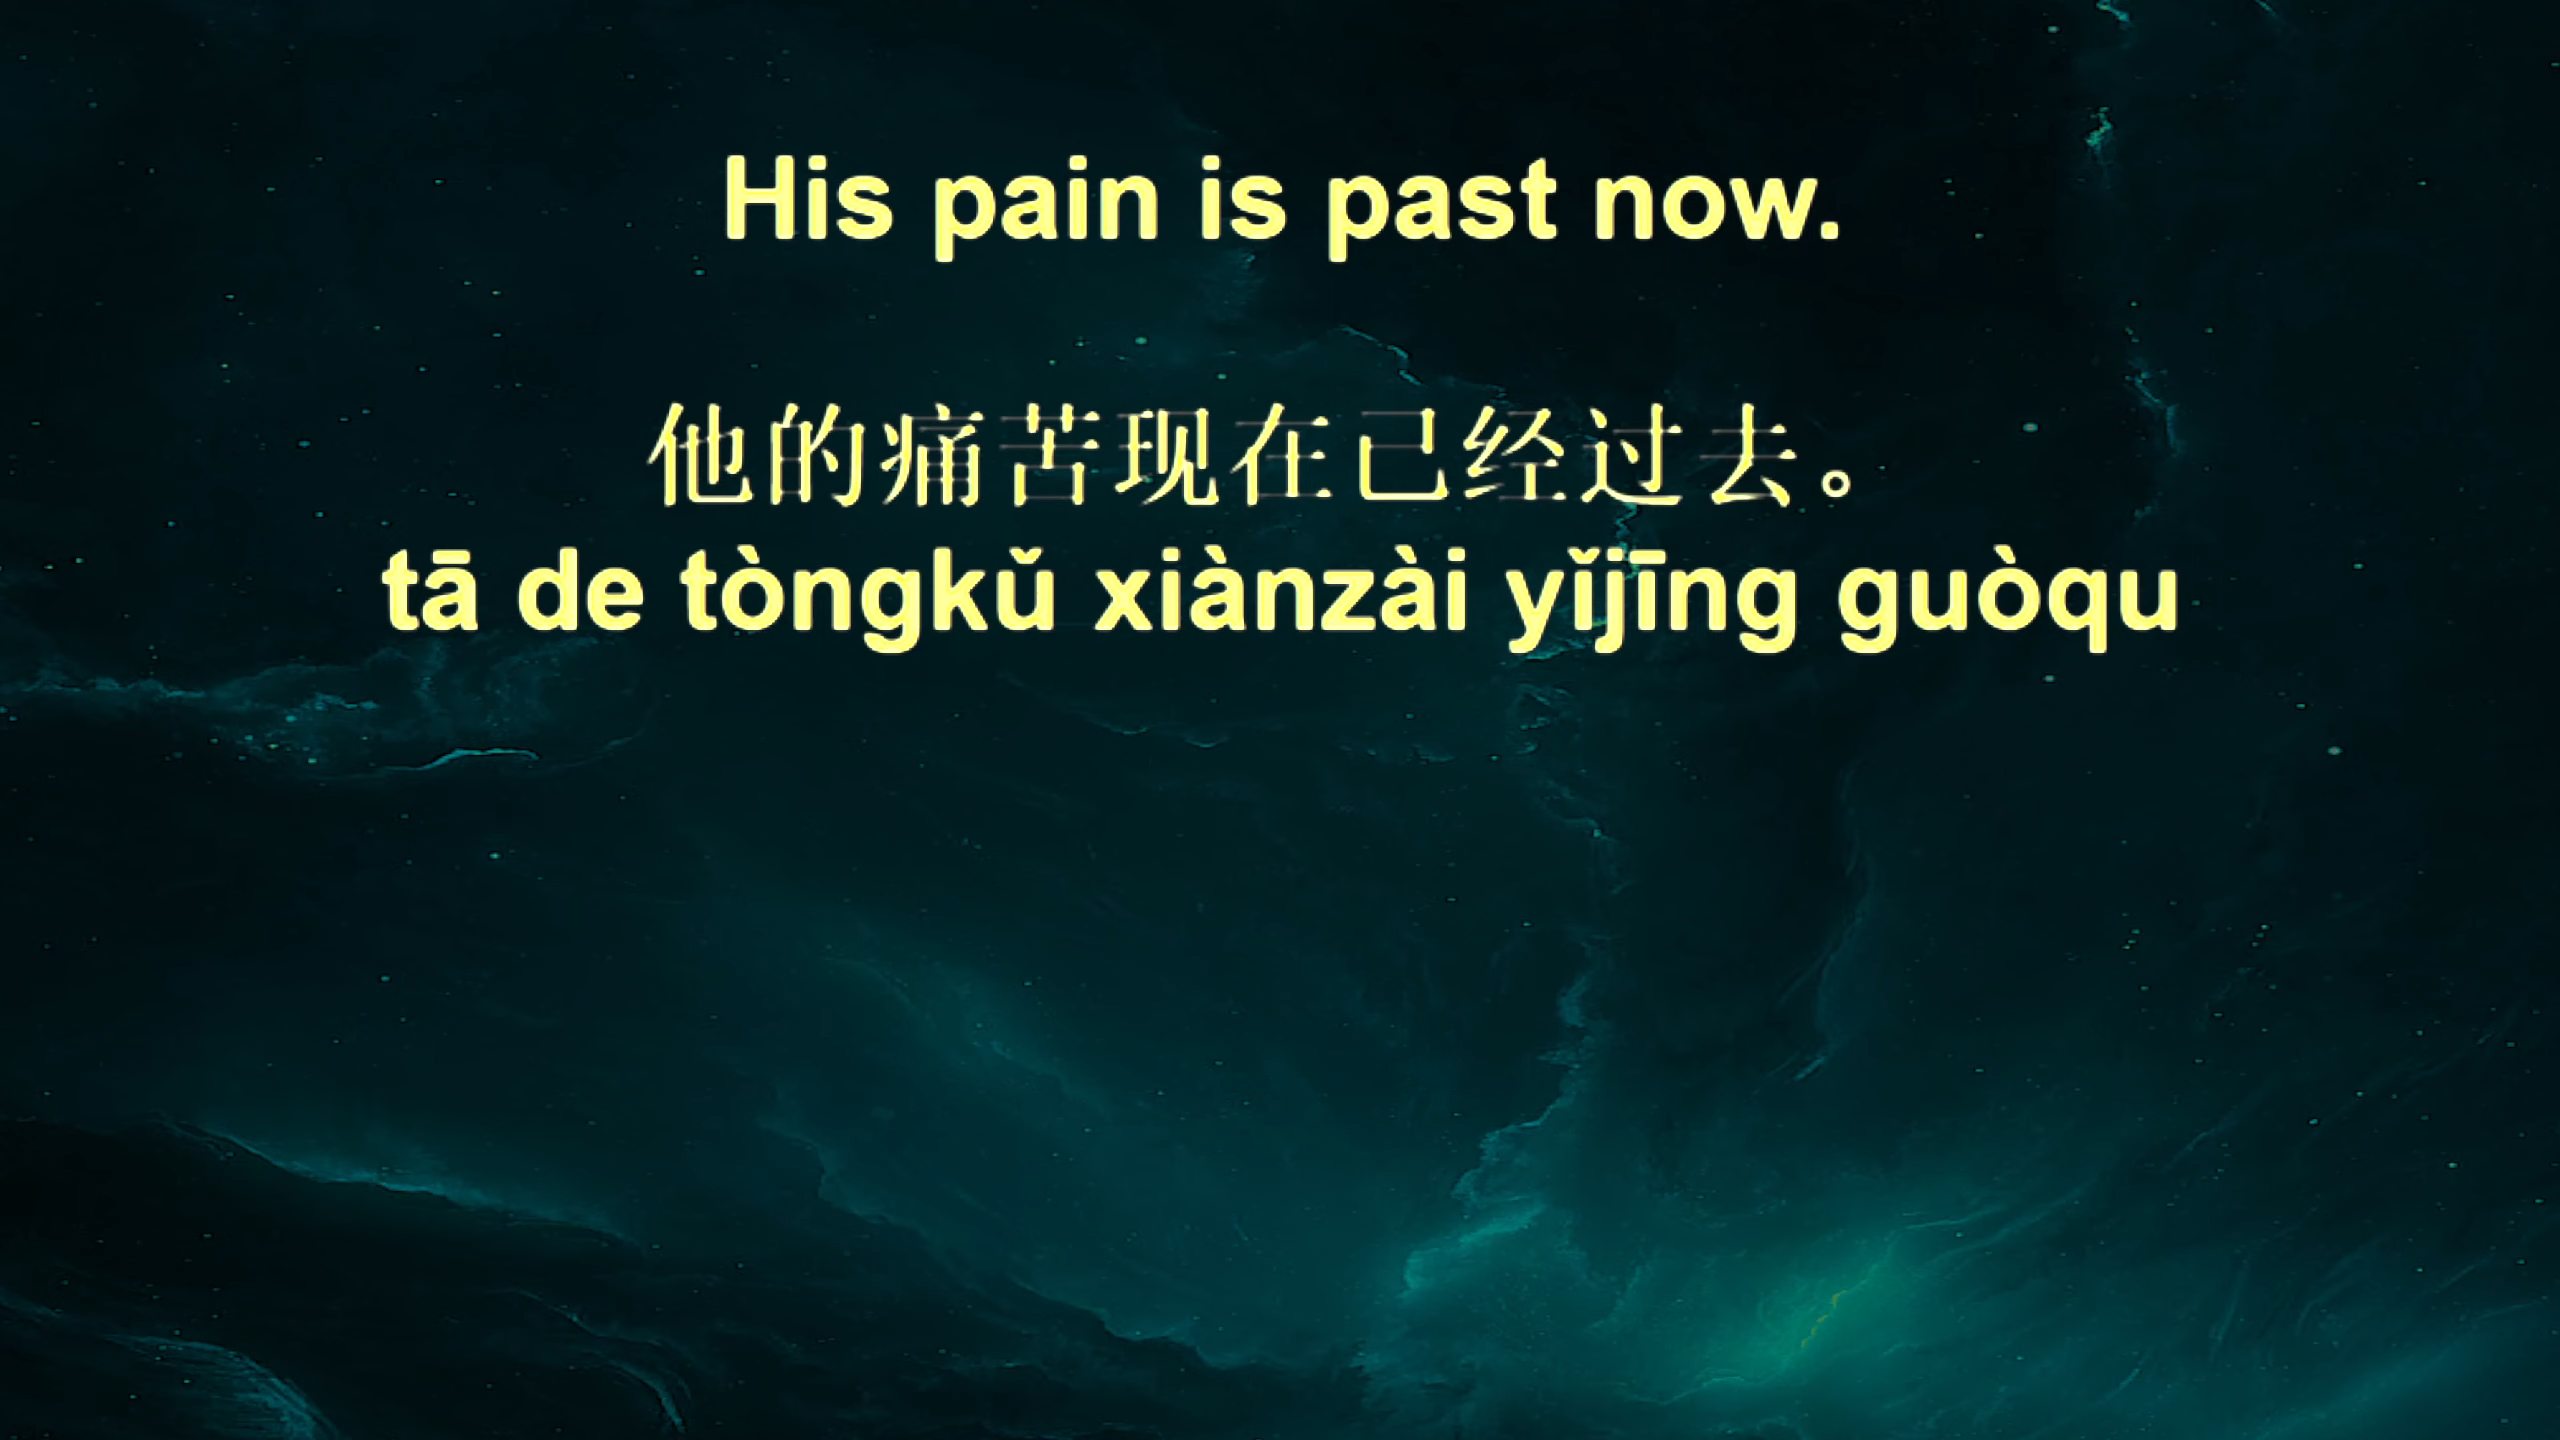 His pain is past now.
他的痛苦现在已经过去。
tā de tòngkǔ xiànzài yǐjīng guòqu